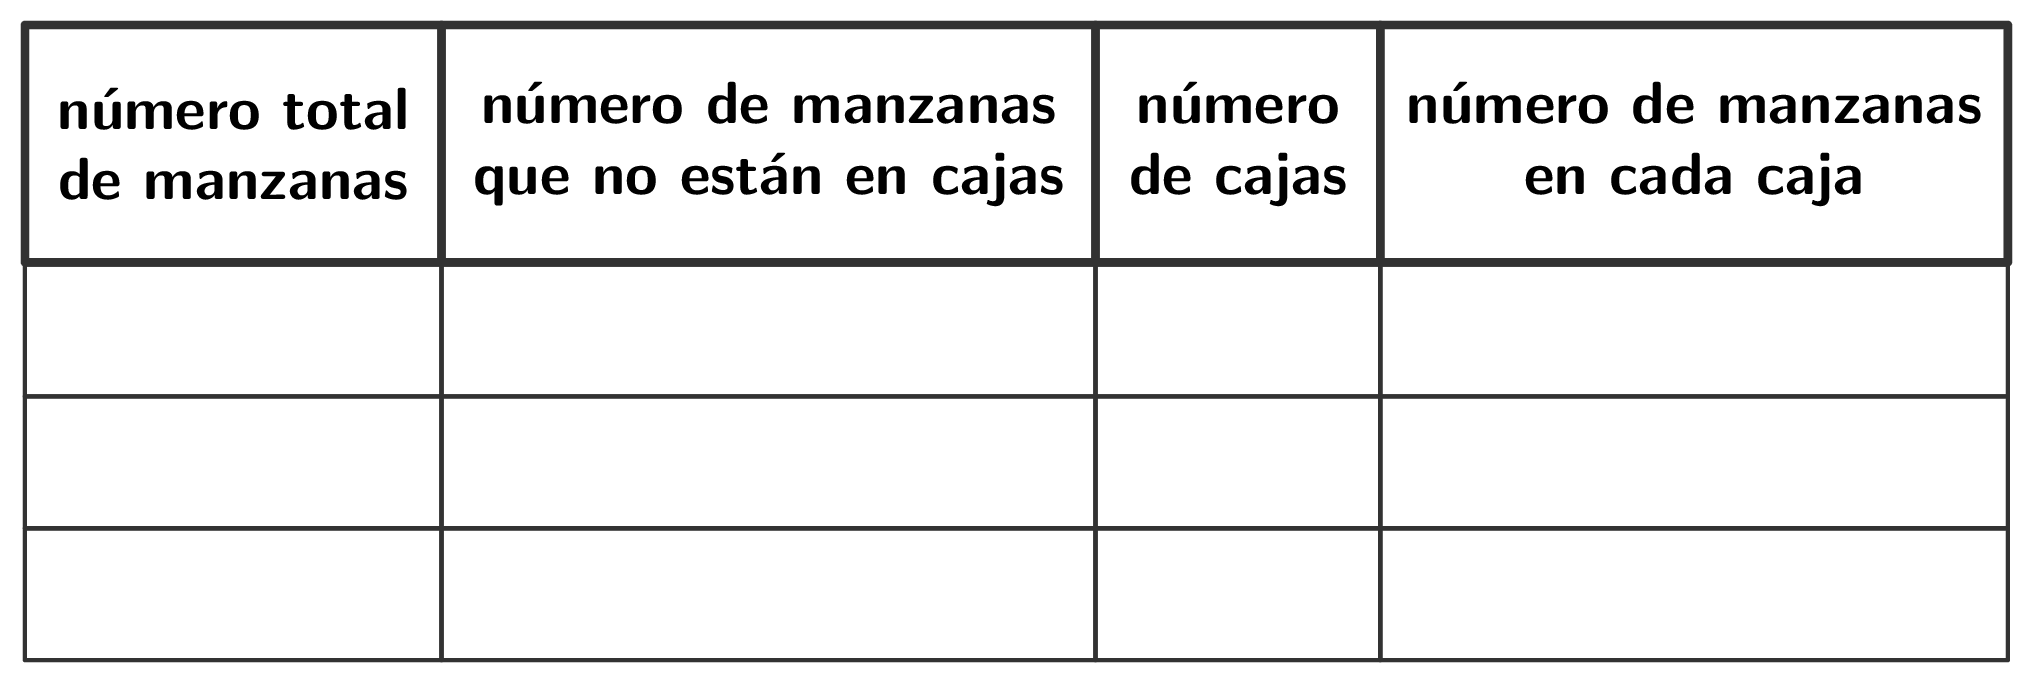 número total
de manzanas
número de manzanas
que no están en cajas
número
de cajas
número de manzanas
en cada caja